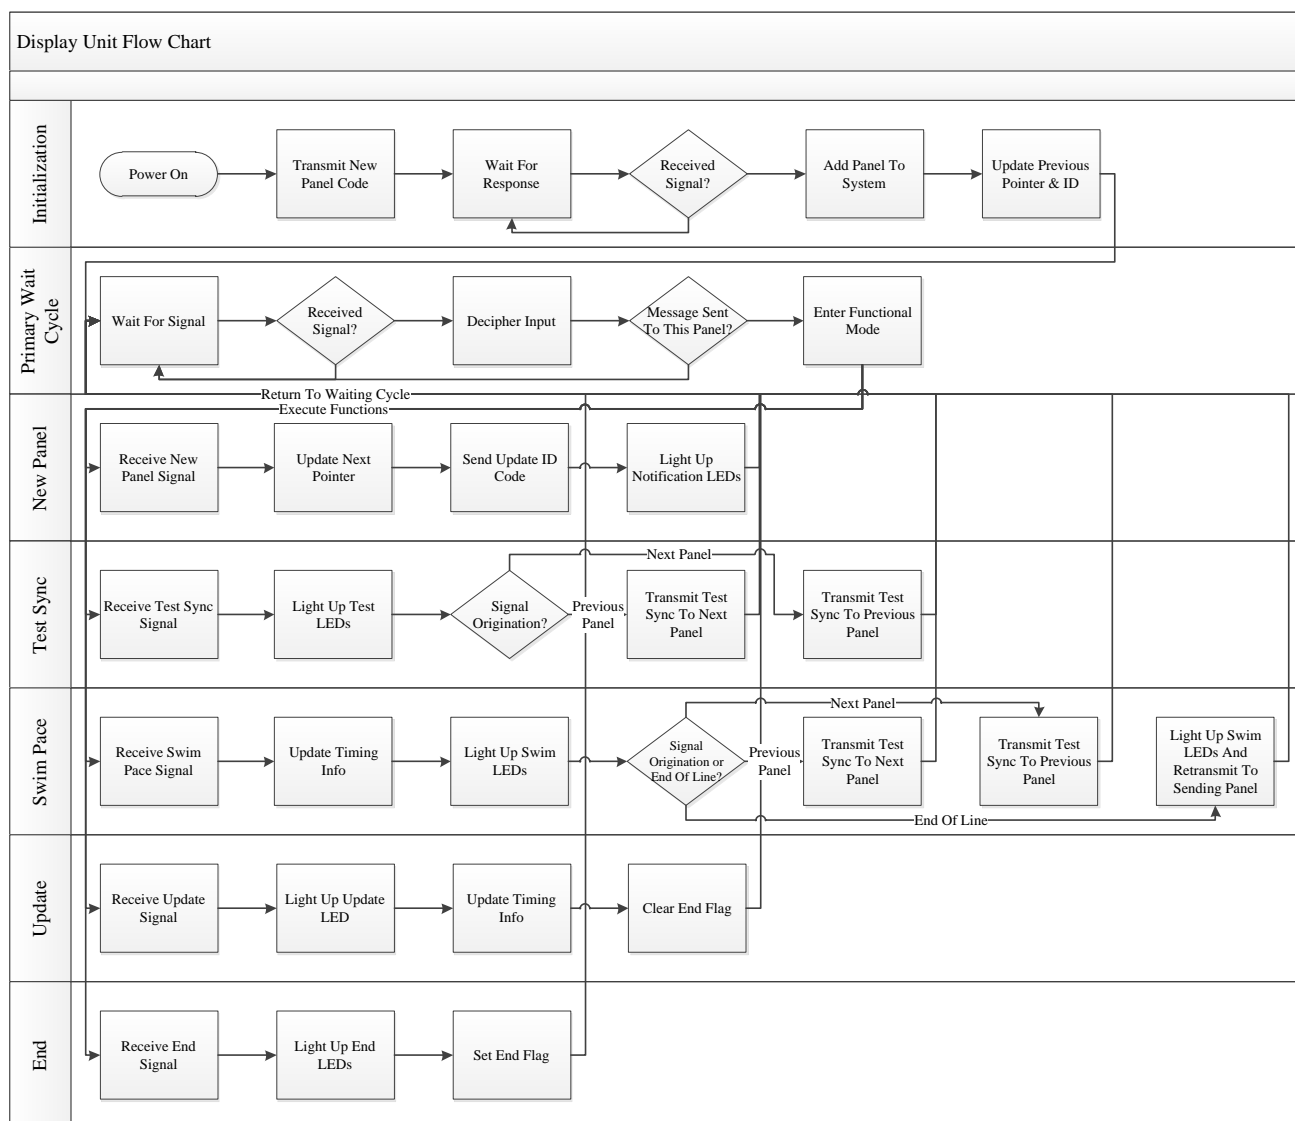 Display Unit Flow Chart
Initialization
Power On
Transmit New
Panel Code
Wait For
Response
Received
Signal?
Add Panel To
System
Update Previous
Pointer & ID
Primary Wait
Cycle
Wait For Signal
Received
Signal?
Decipher Input
Message Sent
To This Panel?
Enter Functional
Mode
Return To Waiting Cycle
Execute Functions
New Panel
Receive New
Panel Signal
Update Next
Pointer
Send Update ID
Code
Light Up
Notification LEDs
Test Sync
Receive Test Sync
Signal
Light Up Test
LEDs
Signal
Origination?
Next Panel
Previous
Panel
Transmit Test
Sync To Next
Panel
Transmit Test
Sync To Previous
Panel
Swim Pace
Receive Swim
Pace Signal
Update Timing
Info
Light Up Swim
LEDs
Signal
Origination or
End Of Line?
Next Panel
Previous
Panel
End Of Line
Transmit Test
Sync To Next
Panel
Transmit Test
Sync To Previous
Panel
Light Up Swim
LEDs And
Retransmit To
Sending Panel
Update
Receive Update
Signal
Light Up Update
LED
Update Timing
Info
Clear End Flag
End
Receive End
Signal
Light Up End
LEDs
Set End Flag